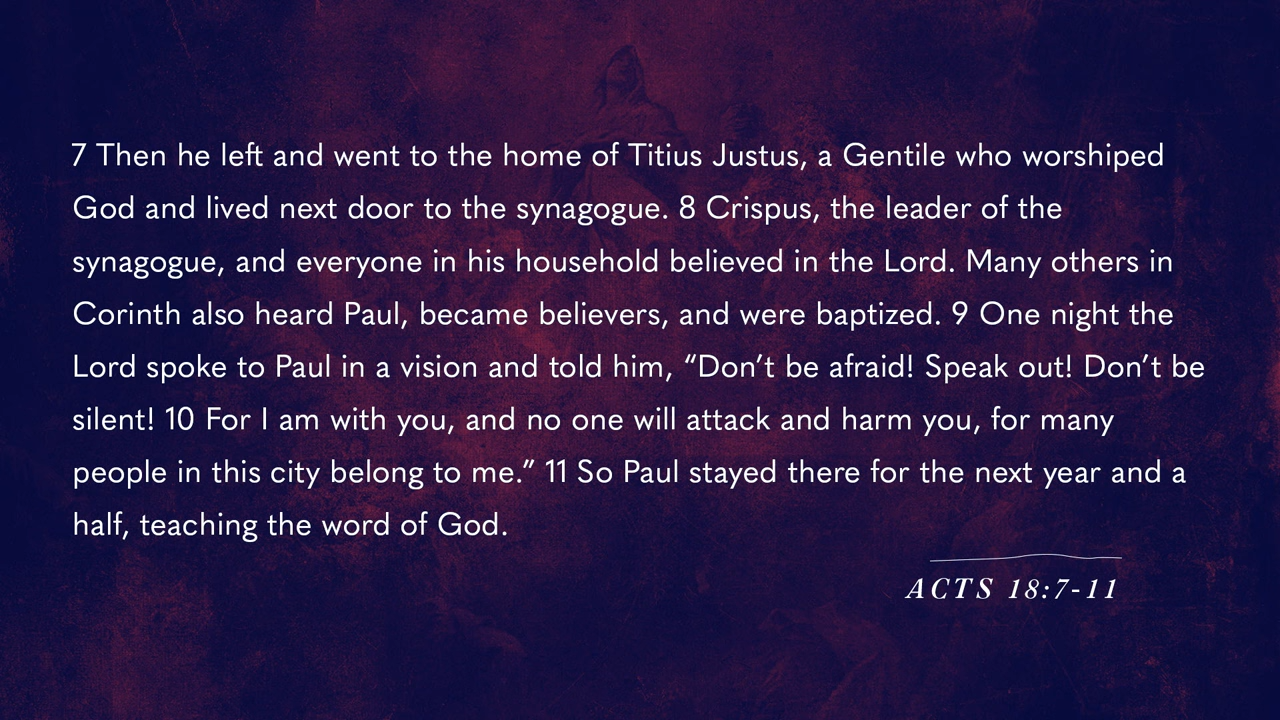 7 Then he left and went to the home of Titius Justus, a Gentile who worshiped
God and lived next door to the synagogue. 8 Crispus, the leader of the
synagogue, and everyone in his household believed in the Lord. Many others in
Corinth also heard Paul, became believers, and were baptized. 9 One night the
Lord spoke to Paul in a vision and told him, “Don’t be afraid! Speak out! Don’t be
silent! 10 For I am with you, and no one will attack and harm you, for many
people in this city belong to me.” 11 So Paul stayed there for the next year and a
half, teaching the word of God.
ACTS 18:7-11